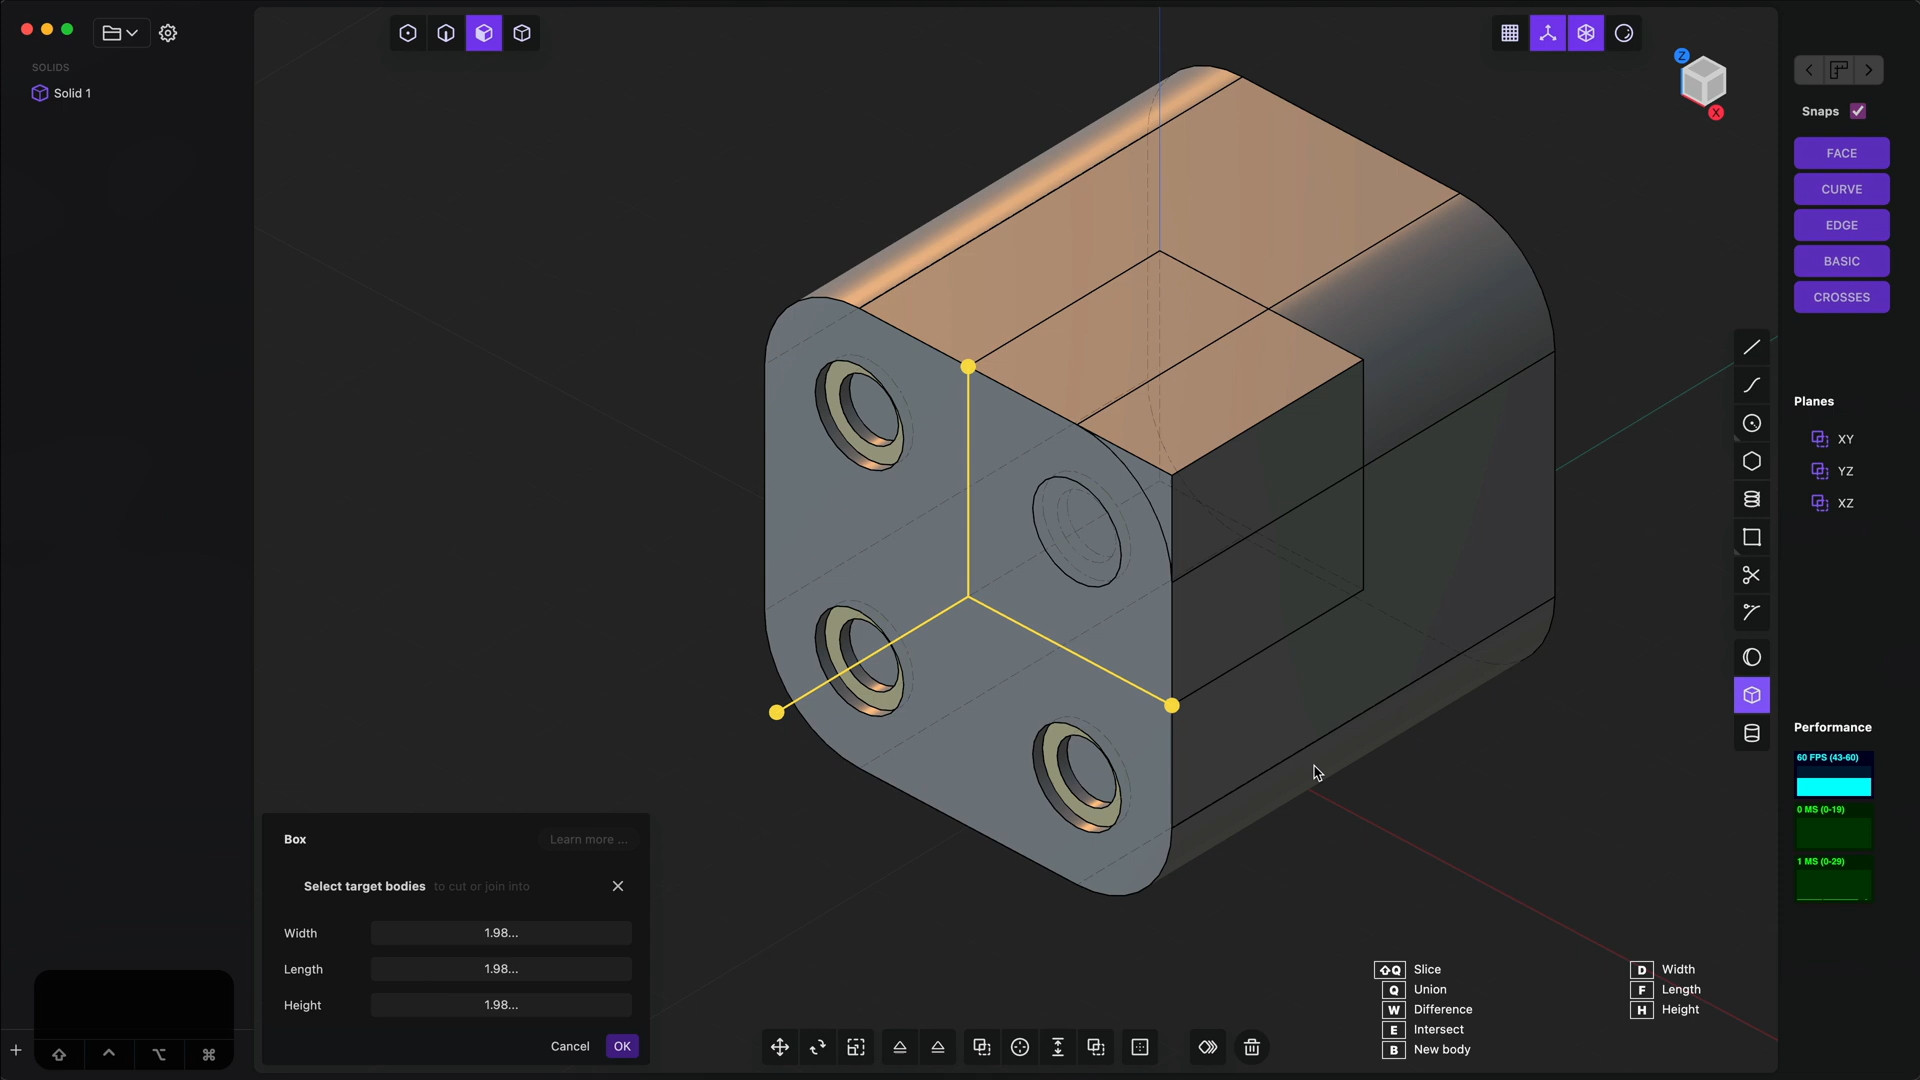 SOLIDS
Solid 1
Z
X
Snaps
FACE
CURVE
EDGE
BASIC
CROSSES
Planes
XY
YZ
XZ
Performance
60 FPS (43-60)
0 MS (0-19)
1 MS (0-29)
Box
Learn more ...
Select target bodies to cut or join into
Width 1.98...
Length 1.98...
Height 1.98...
Cancel OK
Q Slice
Q Union
W Difference
E Intersect
B New body
D Width
F Length
H Height